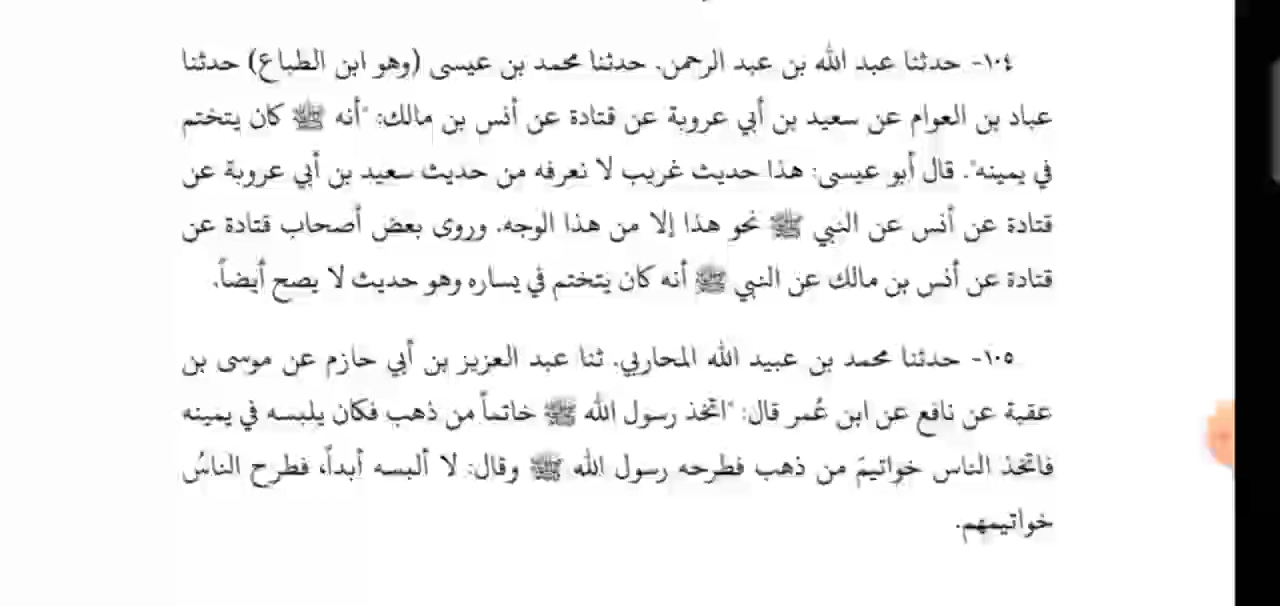 ١٠٤- حدثنا عبد الله بن عبد الرحمن. حدثنا محمد بن عيسى (وهو ابن الطباع) حدثنا
عباد بن العوام عن سعيد بن أبي عروبة عن قتادة عن أنس بن مالك: "أنه ﷺ كان يتختم
في يمينه". قال أبو عيسى: هذا حديث غريب لا نعرفه من حديث سعيد بن أبي عروبة عن
قتادة عن أنس عن النبي ﷺ نحو هذا إلا من هذا الوجه. وروى بعض أصحاب قتادة عن
قتادة عن أنس بن مالك عن النبي ﷺ أنه كان يتختم في يساره وهو حديث لا يصح أيضاً.
١٠٥- حدثنا محمد بن عبيد الله المحاربي. ثنا عبد العزيز بن أبي حازم عن موسى بن
عقبة عن نافع عن ابن عُمر قال: "اتخذ رسول الله ﷺ خاتماً من ذهب فكان يلبسه في يمينه
فاتخذ الناس خواتيمَ من ذهب فطرحه رسول الله ﷺ وقال: لا ألبسه أبداً، فطرح الناسُ
خواتيمهم.